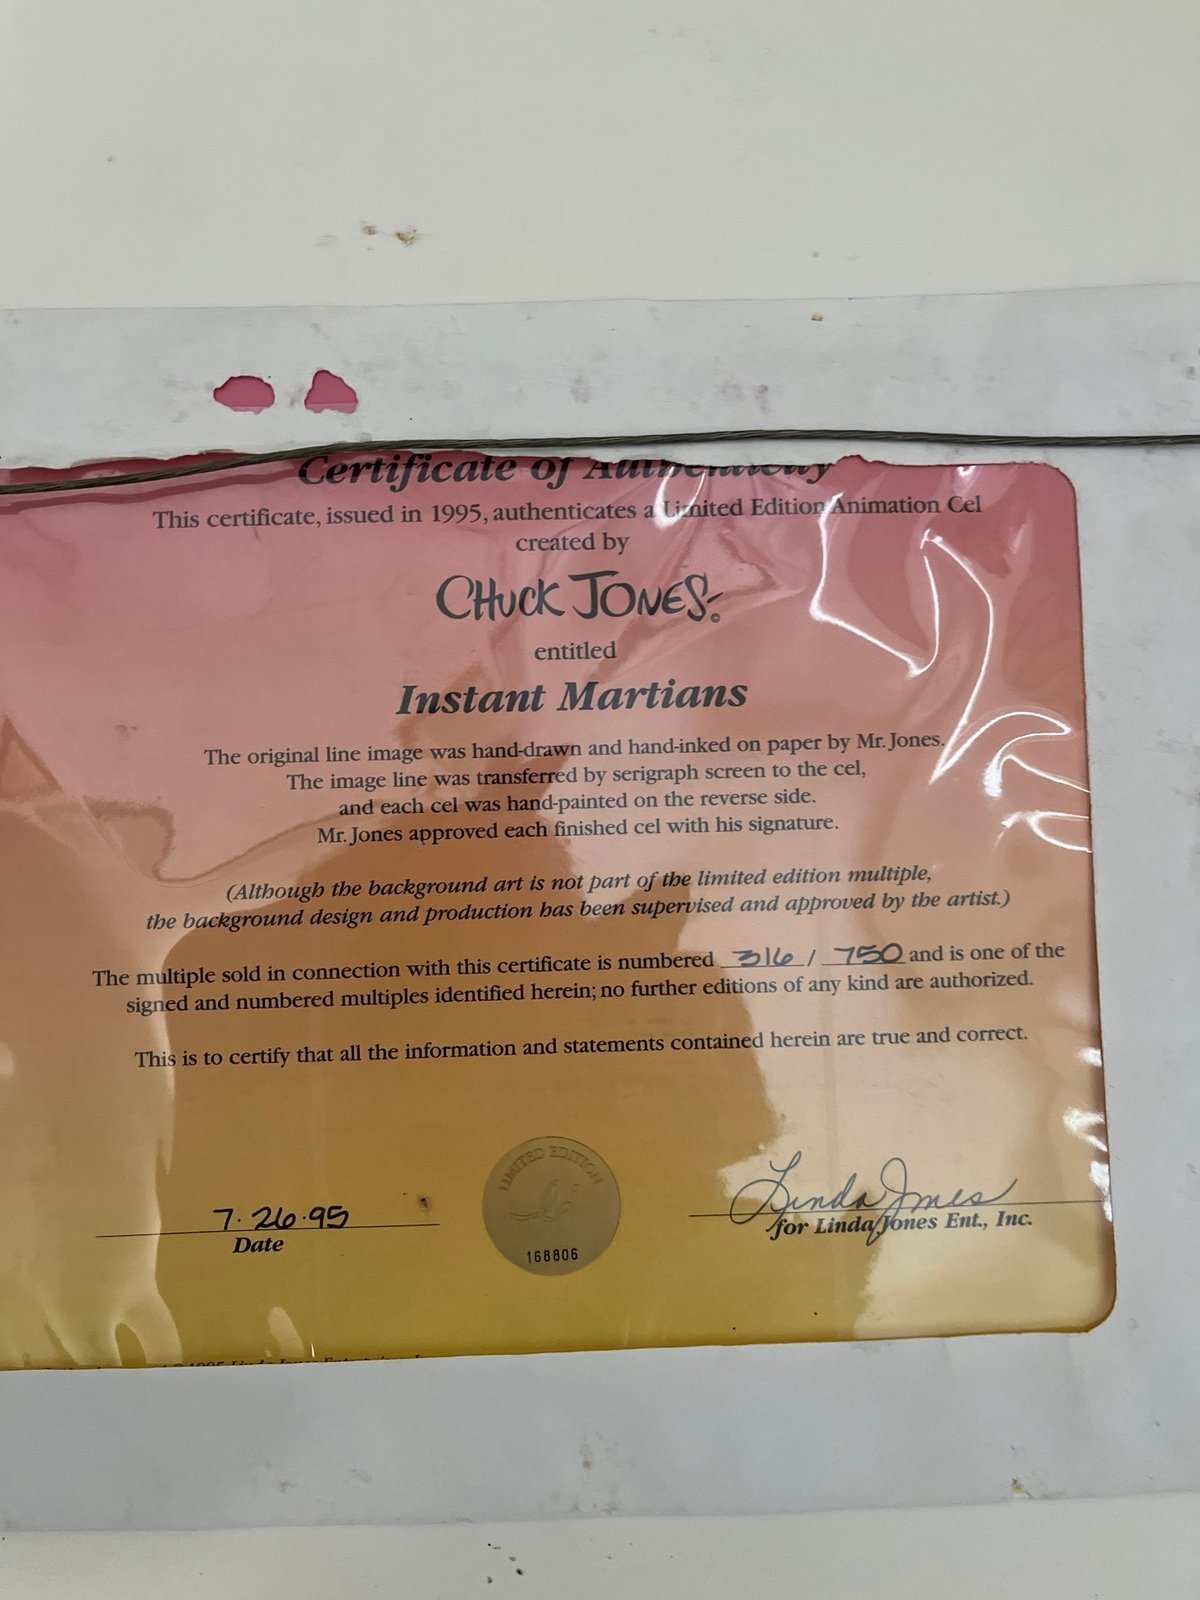 Certificate of Authenticity
This certificate, issued in 1995, authenticates a Limited Edition Animation Cel
created by
CHUCK JONES
©
entitled
Instant Martians
The original line image was hand-drawn and hand-inked on paper by Mr. Jones.
The image line was transferred by serigraph screen to the cel,
and each cel was hand-painted on the reverse side.
Mr. Jones approved each finished cel with his signature.
(Although the background art is not part of the limited edition multiple,
the background design and production has been supervised and approved by the artist.)
The multiple sold in connection with this certificate is numbered 316 / 750 and is one of the
signed and numbered multiples identified herein; no further editions of any kind are authorized.
This is to certify that all the information and statements contained herein are true and correct.
LIMITED EDITION
168806
7·26·95
Date
Linda Jones
for Linda Jones Ent., Inc.
©1995 Linda Jones